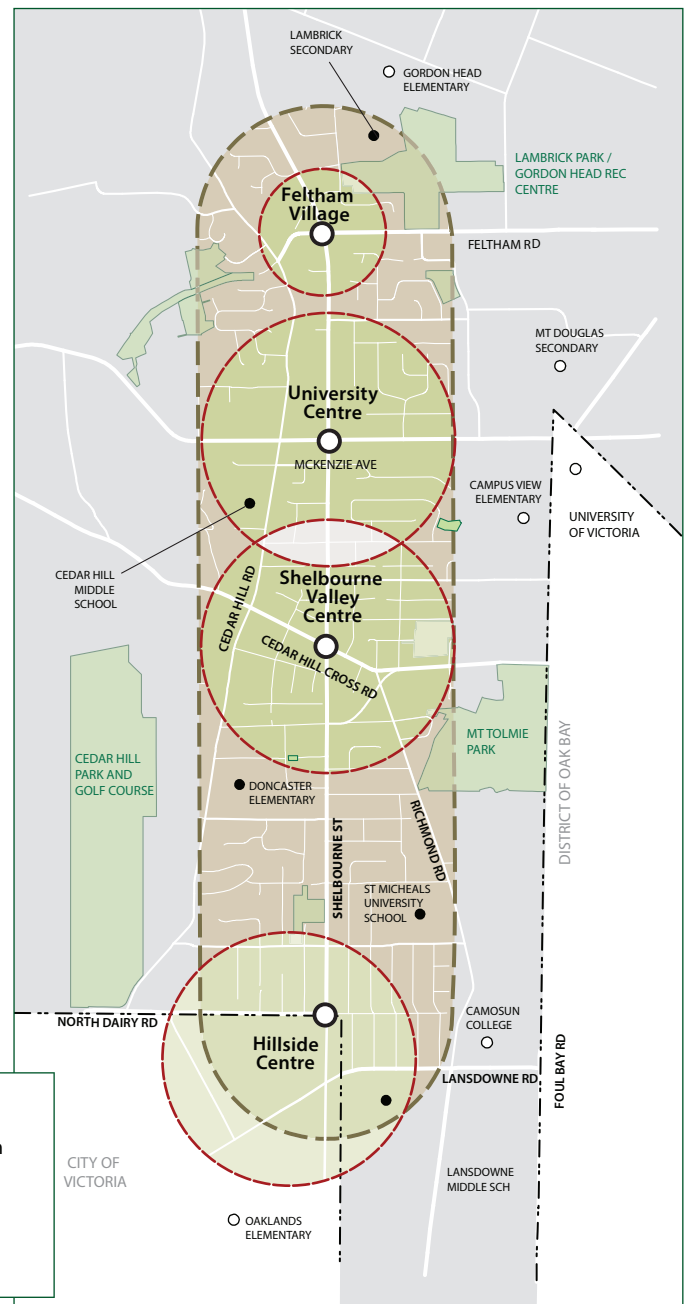 LAMBRICK
SECONDARY
GORDON HEAD
ELEMENTARY
LAMBRICK PARK /
GORDON HEAD REC
CENTRE
Feltham
Village
FELTHAM RD
MT DOUGLAS
SECONDARY
University
Centre
MCKENZIE AVE
CAMPUS VIEW
ELEMENTARY
UNIVERSITY
OF VICTORIA
CEDAR HILL
MIDDLE
SCHOOL
CEDAR HILL RD
Shelbourne
Valley
Centre
CEDAR HILL CROSS RD
CEDAR HILL
PARK AND
GOLF COURSE
MT TOLMIE
PARK
DISTRICT OF OAK BAY
DONCASTER
ELEMENTARY
SHELBOURNE ST
RICHMOND RD
ST MICHEALS
UNIVERSITY
SCHOOL
NORTH DAIRY RD
Hillside
Centre
CAMOSUN
COLLEGE
LANSDOWNE RD
FOUL BAY RD
CITY OF
VICTORIA
LANSDOWNE
MIDDLE SCH
OAKLANDS
ELEMENTARY